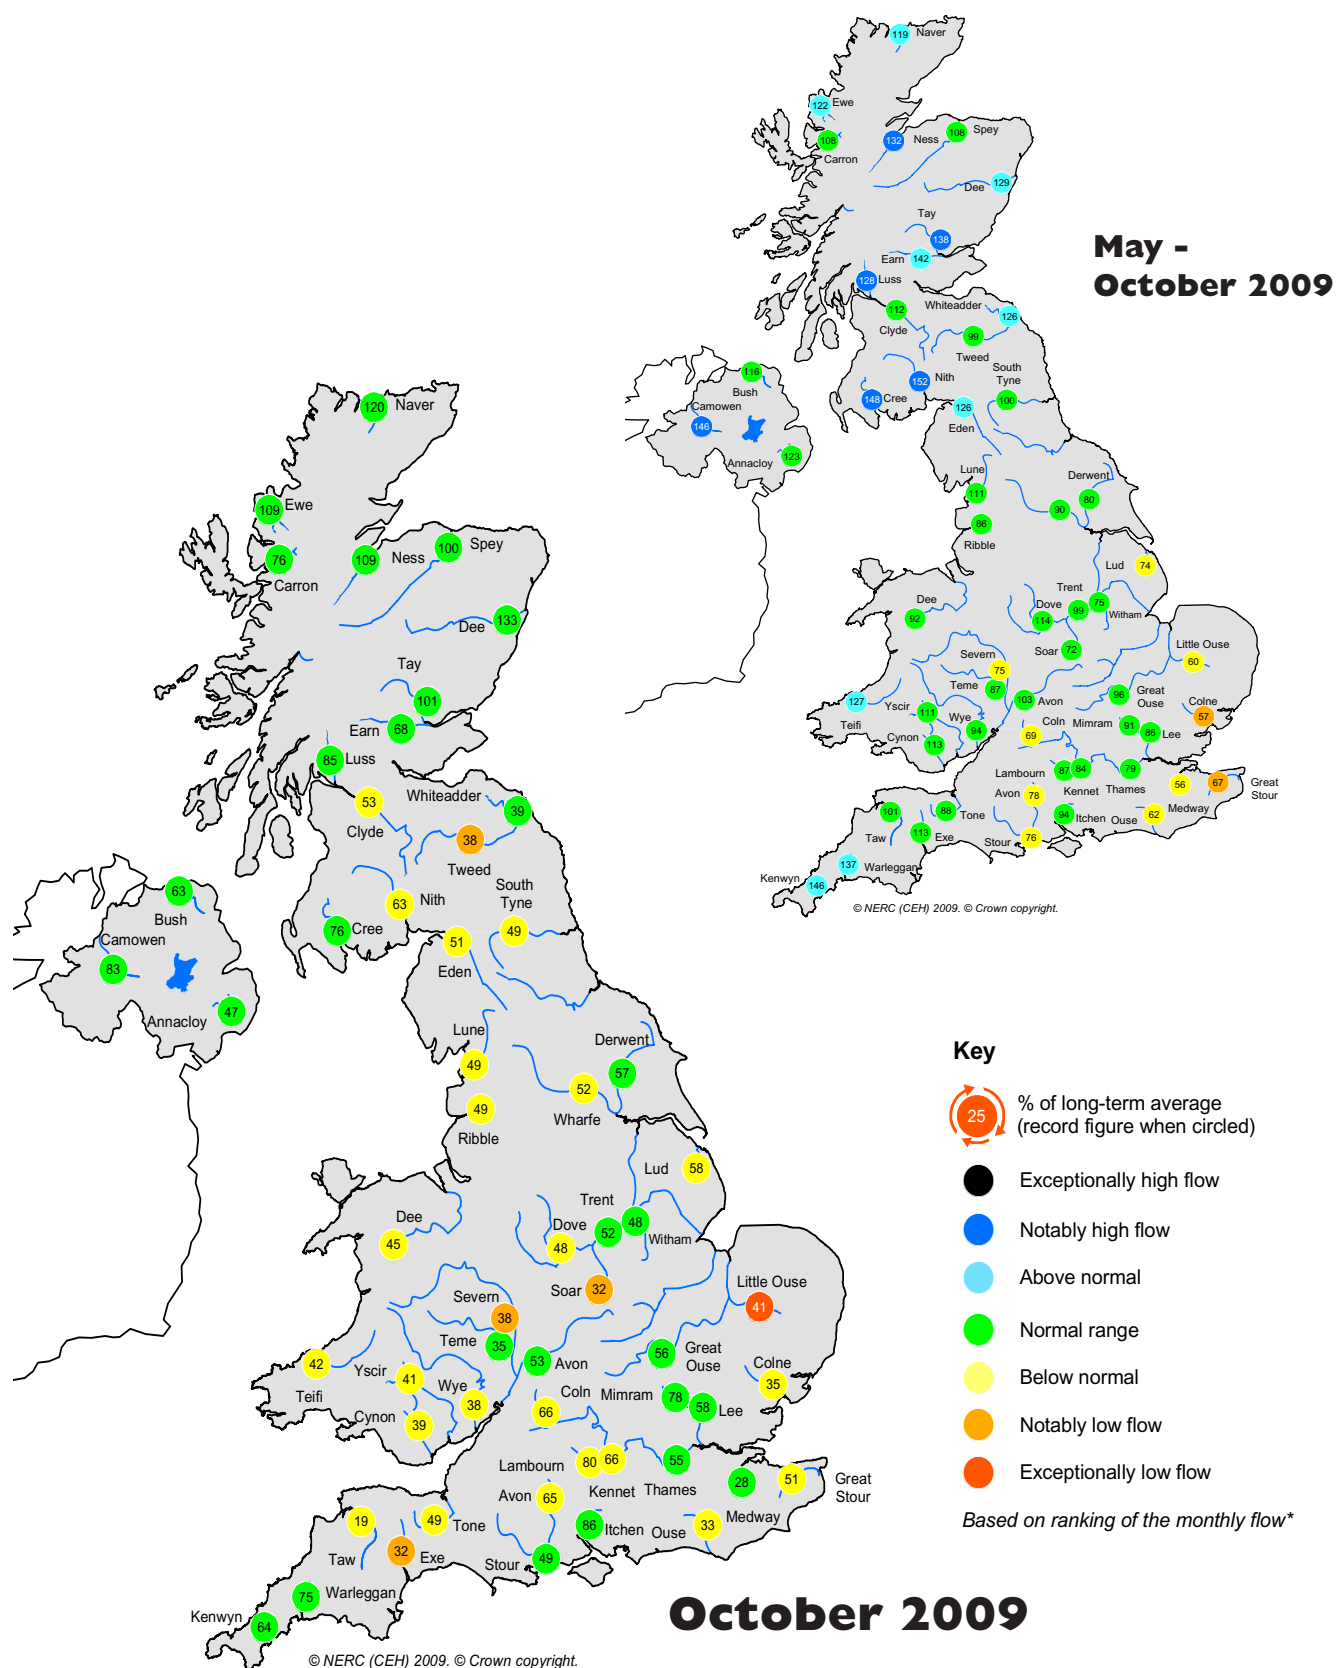 119 Naver
122 Ewe
108
Carron
132 Ness
108 Spey
Dee 129
Tay
138
Earn 142
128 Luss
May -
October 2009
112
Clyde
Whiteadder
126
99
Tweed
South
Tyne
100
152 Nith
148 Cree
126
Eden
116
Bush
Camowen
146
Annacloy 123
Lune
111
86
Ribble
Derwent
80
90
Lud 74
Trent
Dove 99 75
Witham
114
Dee
92
Soar 72
Little Ouse
60
Severn
75
Teme 87
103 Avon
96 Great
Ouse
Colne
57
127
Teifi
Yscir
111
Wye
94
Cynon 113
Coln
69
Mimram 91
86 Lee
Lambourn 87 84
Kennet
79
Thames
56
Medway
67 Great
Stour
Avon 78
94 Itchen
Ouse 62
101
Taw
88 Tone
113 Exe
Stour 76
137
Warleggan
Kenwyn
146
© NERC (CEH) 2009. © Crown copyright.
120 Naver
109 Ewe
76
Carron
109 Ness
100 Spey
Dee 133
Tay
101
Earn 68
85 Luss
53
Clyde
Whiteadder 39
38
Tweed
South
Tyne
49
63 Nith
76 Cree
51
Eden
63
Bush
Camowen
83
Annacloy 47
Lune
49
49
Ribble
Derwent
57
52
Wharfe
Lud 58
Trent
Dove 52 48
Witham
48
Dee
45
Soar 32
Little Ouse
41
Severn
38
Teme 35
53 Avon
56 Great
Ouse
Colne
35
42
Teifi
Yscir
41
Wye
38
Cynon 39
Coln
66
Mimram 78
58 Lee
Lambourn 80 66
Kennet
55
Thames
28
Medway
51 Great
Stour
Avon 65
86 Itchen
Ouse 33
19
Taw
49 Tone
32 Exe
Stour 49
75 Warleggan
Kenwyn
64
October 2009
© NERC (CEH) 2009. © Crown copyright.
Key
25 % of long-term average
(record figure when circled)
Exceptionally high flow
Notably high flow
Above normal
Normal range
Below normal
Notably low flow
Exceptionally low flow
Based on ranking of the monthly flow*